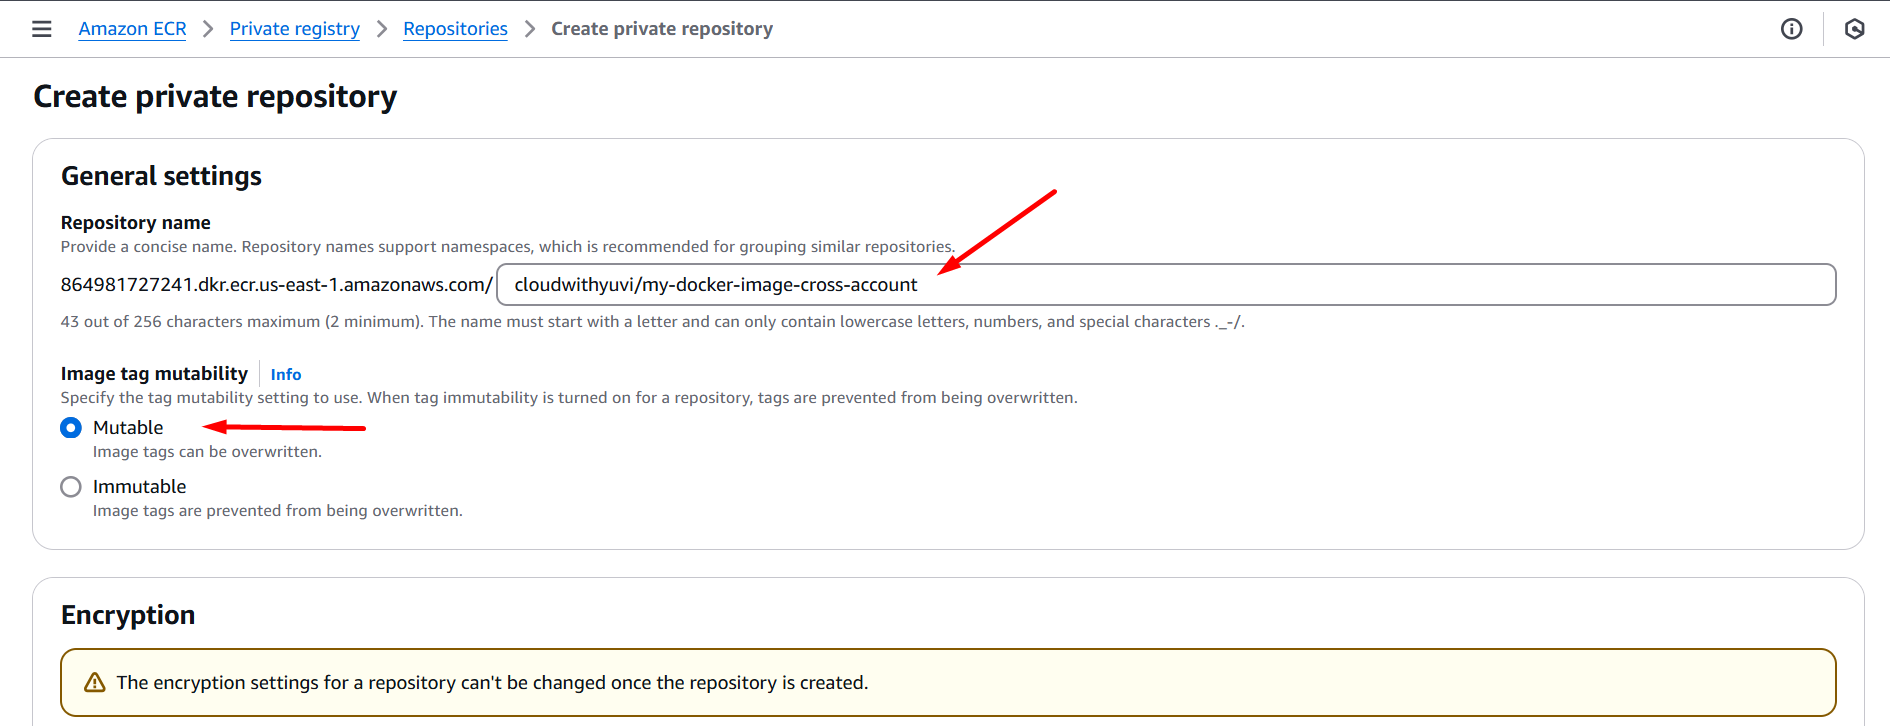 Amazon ECR > Private registry > Repositories > Create private repository
Create private repository
General settings
Repository name
Provide a concise name. Repository names support namespaces, which is recommended for grouping similar repositories.
864981727241.dkr.ecr.us-east-1.amazonaws.com/ cloudwithyuvi/my-docker-image-cross-account
43 out of 256 characters maximum (2 minimum). The name must start with a letter and can only contain lowercase letters, numbers, and special characters ._-/.
Image tag mutability Info
Specify the tag mutability setting to use. When tag immutability is turned on for a repository, tags are prevented from being overwritten.
Mutable
Image tags can be overwritten.
Immutable
Image tags are prevented from being overwritten.
Encryption
The encryption settings for a repository can't be changed once the repository is created.